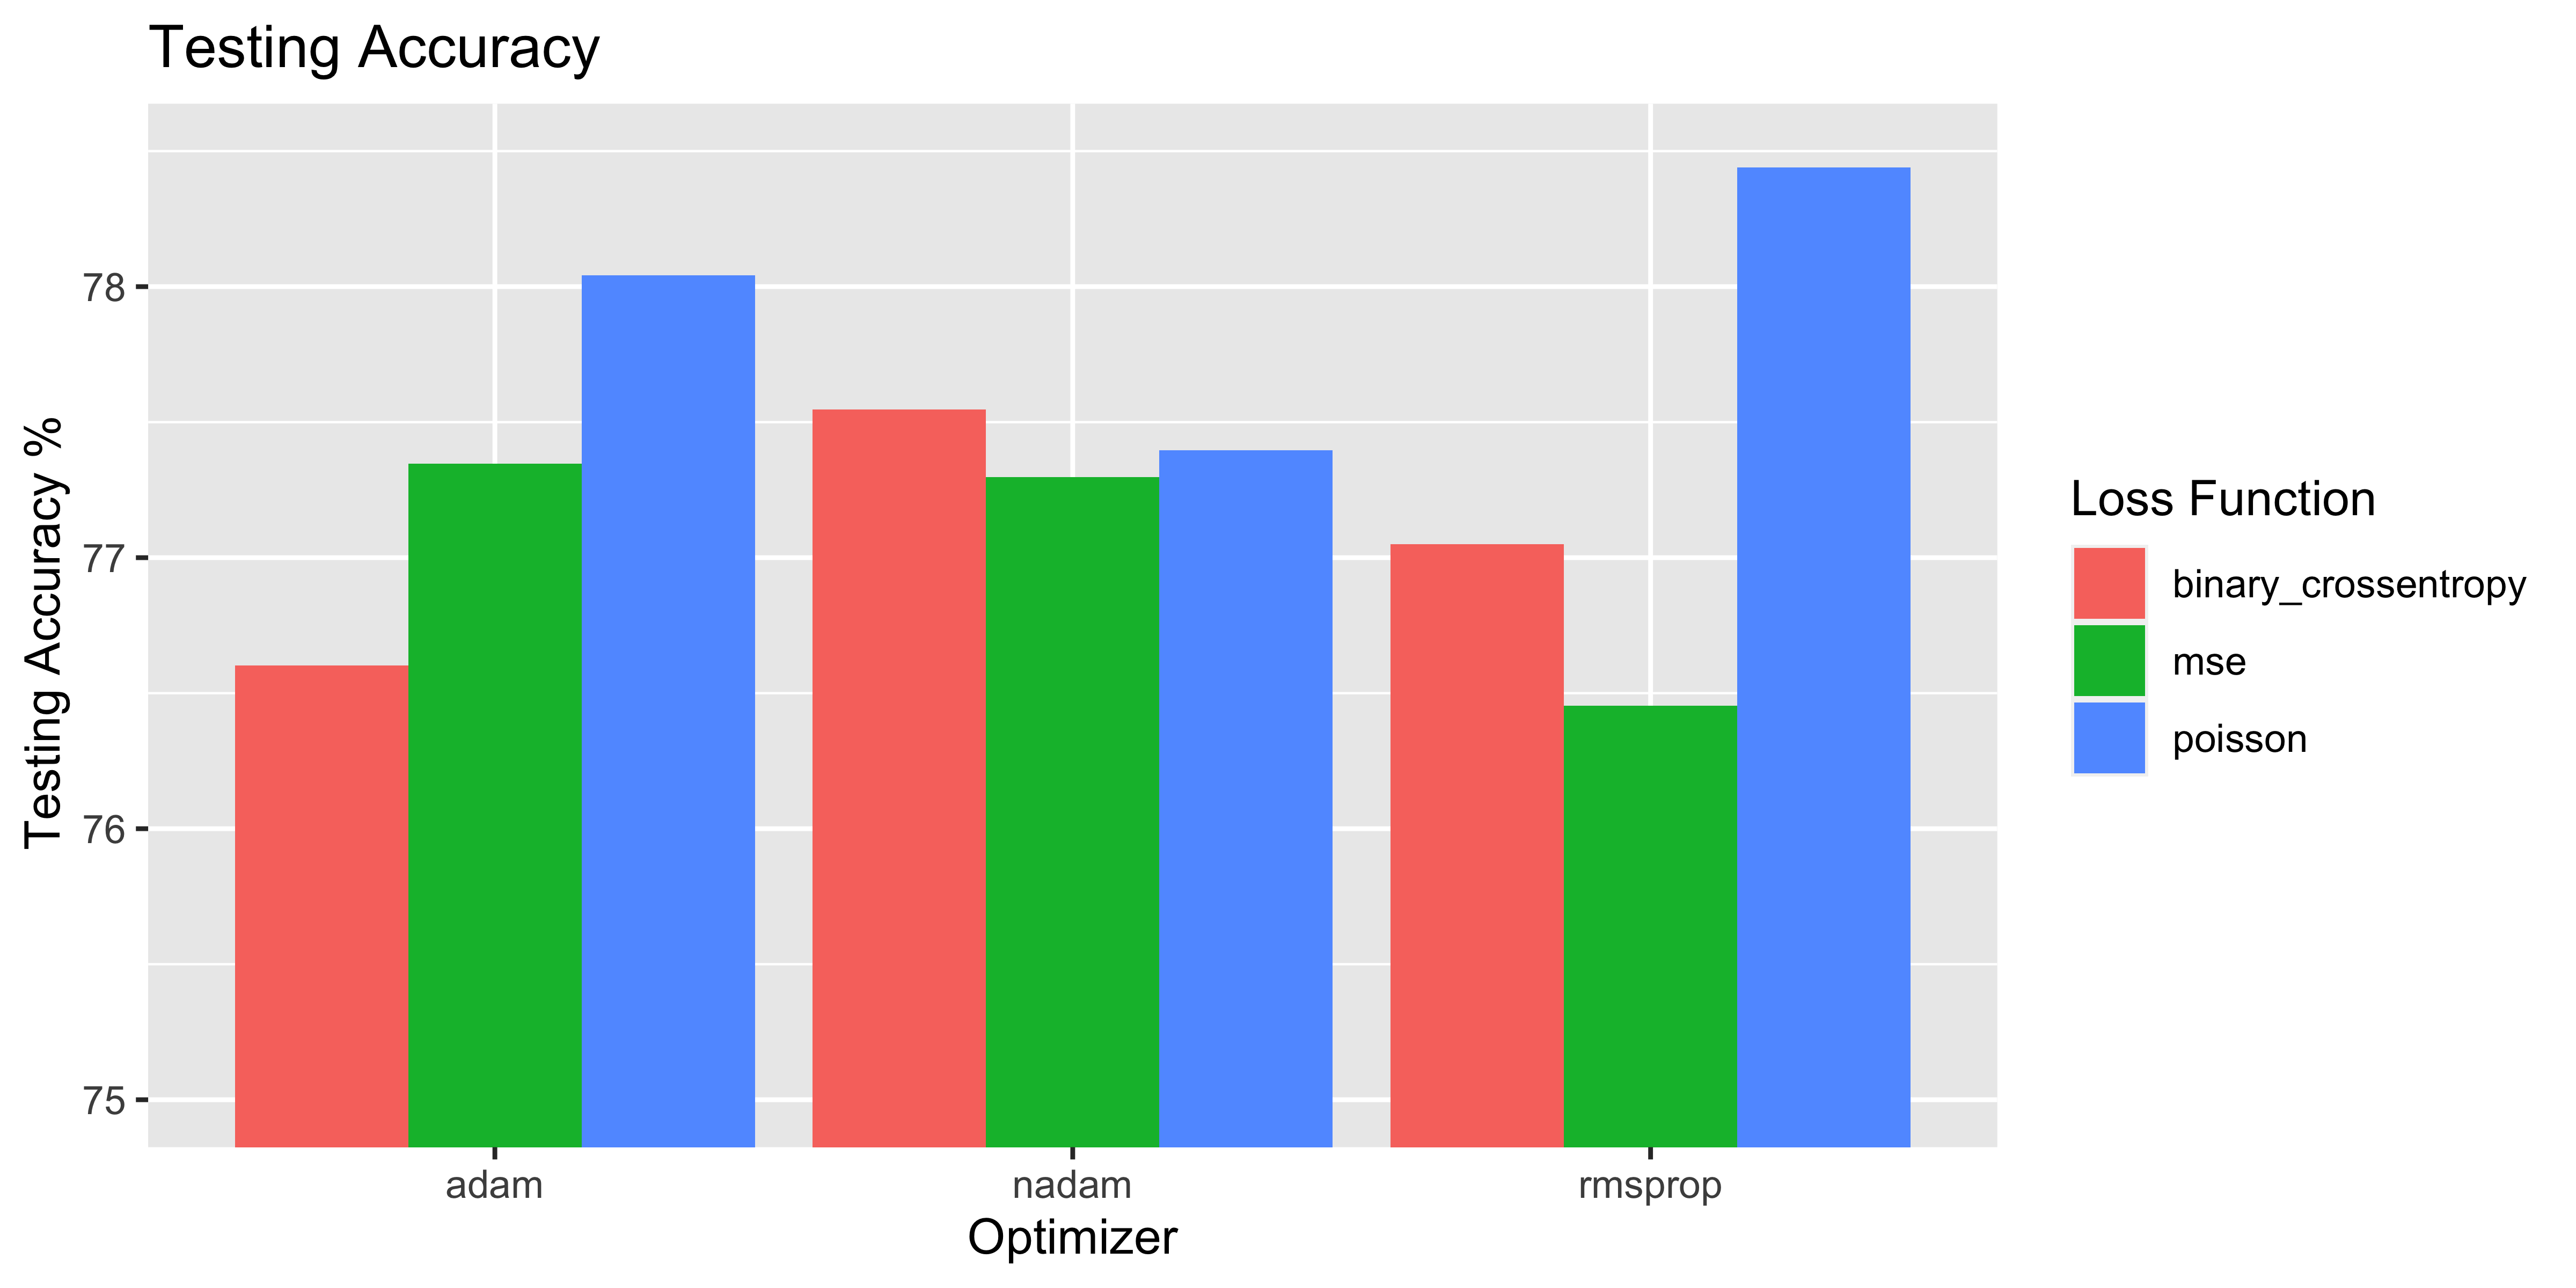 Testing Accuracy
Testing Accuracy %
78
77
76
75
adam
nadam
rmsprop
Optimizer
Loss Function
binary_crossentropy
mse
poisson